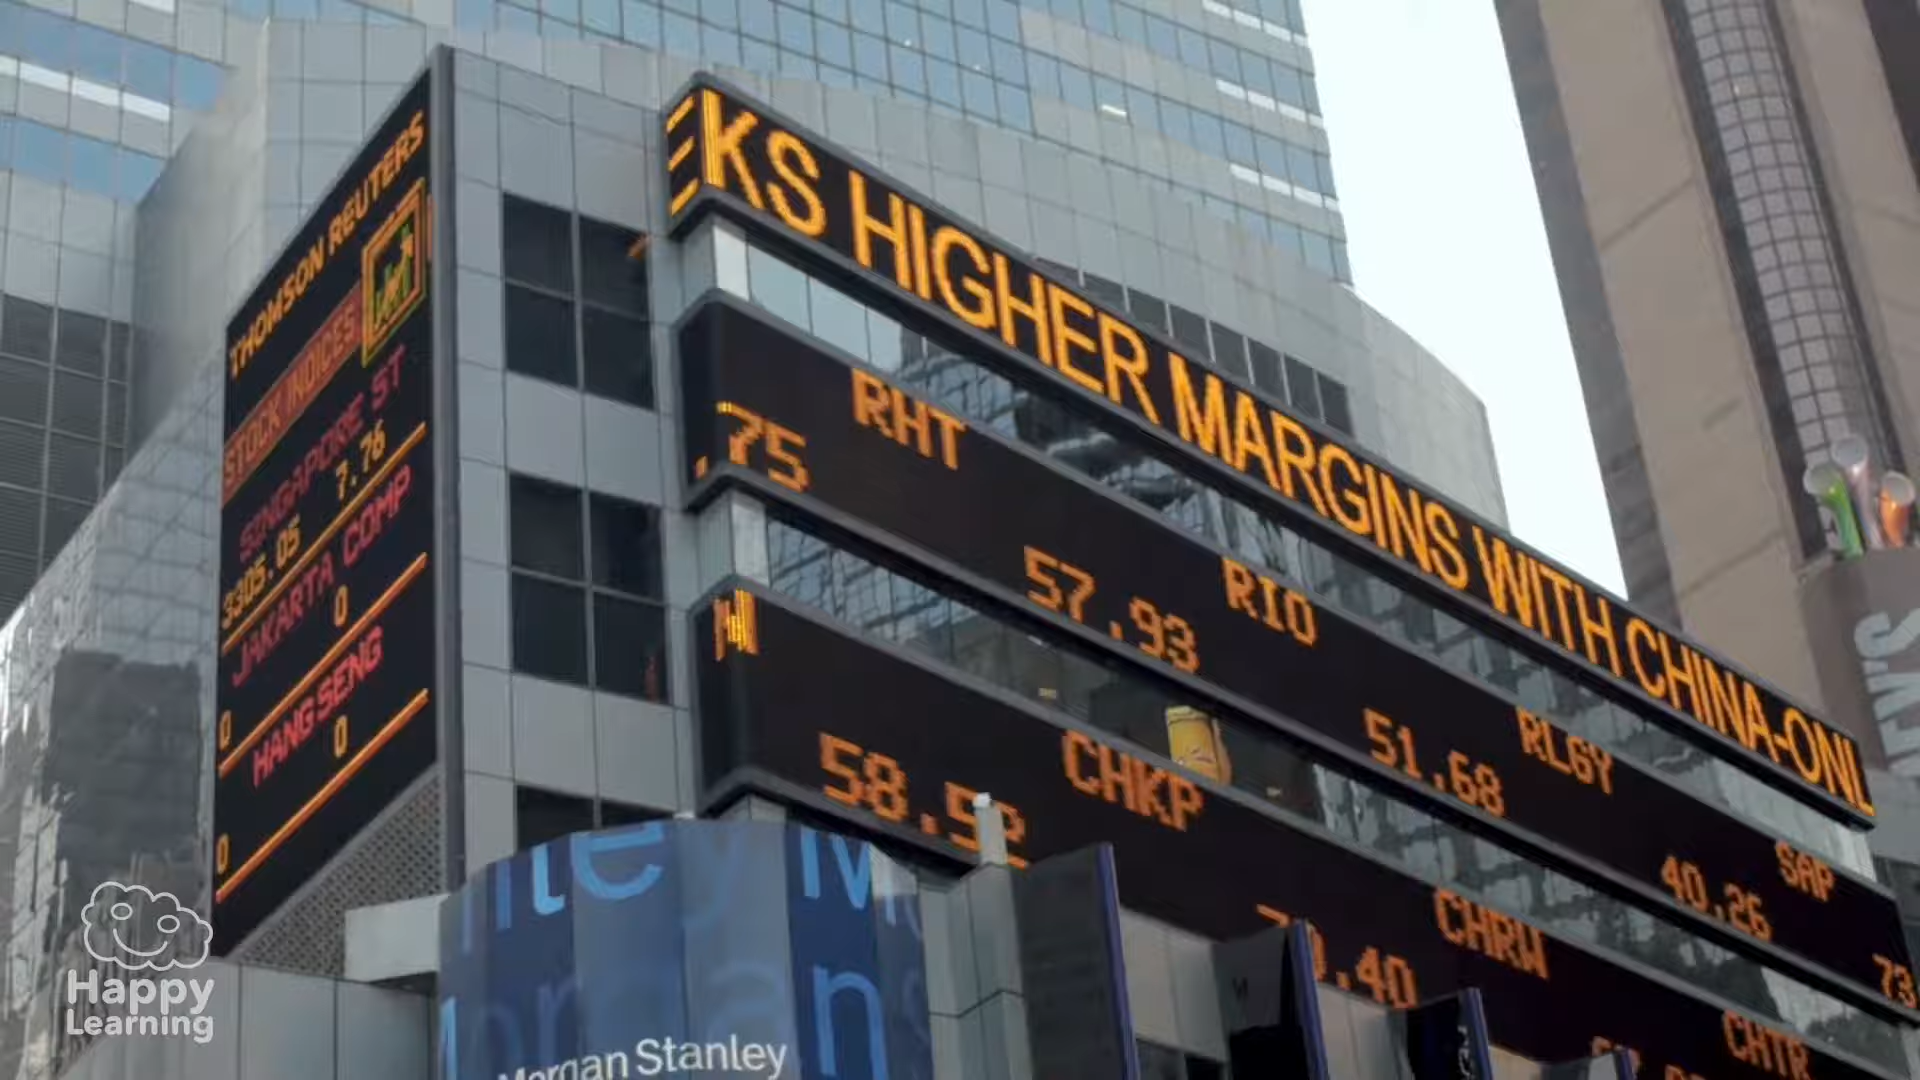 THOMSON REUTERS
STOCK INDICES
SINGAPORE ST
3305.05 7.76
JAKARTA COMP
0 0
HANG SENG
0 0
EKS HIGHER MARGINS WITH CHINA-ONL
.75 RHT 57.93 RIO 51.68 RLGY 40.26 SAP 73
58.52 CHKP 70.40 CHRW CHTR
Morgan Stanley
Happy
Learning